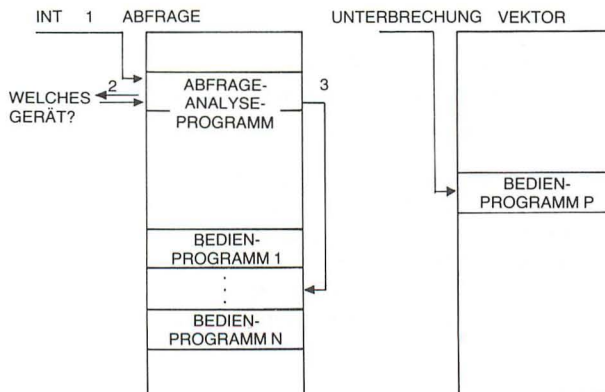 INT 1 ABFRAGE
UNTERBRECHUNG VEKTOR
2
WELCHES
GERÄT?
ABFRAGE-
ANALYSE-
PROGRAMM
3
BEDIEN-
PROGRAMM 1
BEDIEN-
PROGRAMM N
BEDIEN-
PROGRAMM P